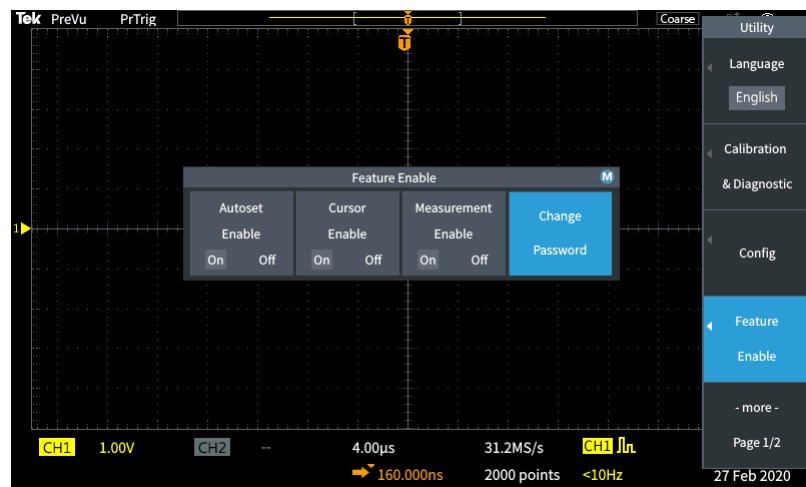 Tek PreVu PrTrig Coarse
Utility
T
T
Language
English
Calibration
& Diagnostic
Config
Feature
Enable
- more -
Page 1/2
Feature Enable M
Autoset
Enable
On Off
Cursor
Enable
On Off
Measurement
Enable
On Off
Change
Password
1
CH1 1.00V CH2 -- 4.00µs 31.2MS/s CH1
160.000ns 2000 points <10Hz 27 Feb 2020